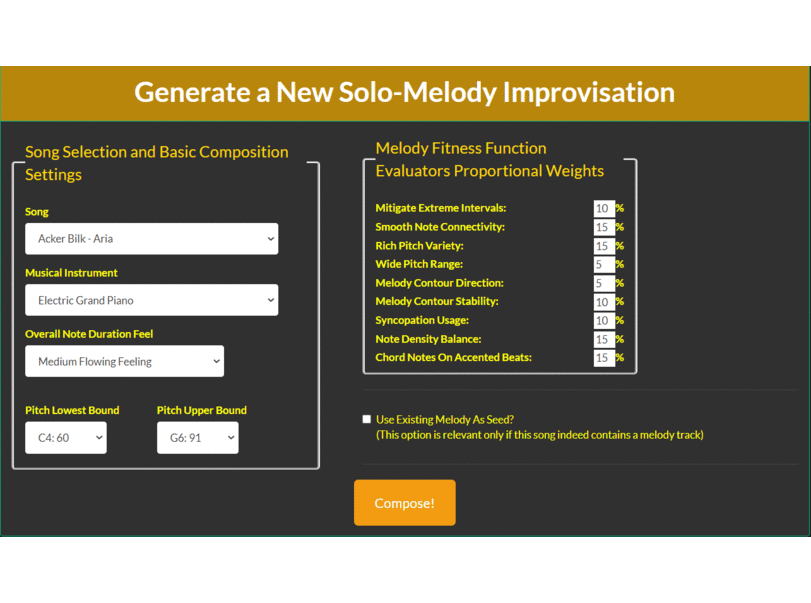 Generate a New Solo-Melody Improvisation
Song Selection and Basic Composition
Settings
Song
Acker Bilk - Aria
Musical Instrument
Electric Grand Piano
Overall Note Duration Feel
Medium Flowing Feeling
Pitch Lowest Bound
Pitch Upper Bound
C4: 60
G6: 91
Melody Fitness Function
Evaluators Proportional Weights
Mitigate Extreme Intervals: 10 %
Smooth Note Connectivity: 15 %
Rich Pitch Variety: 15 %
Wide Pitch Range: 5 %
Melody Contour Direction: 5 %
Melody Contour Stability: 10 %
Syncopation Usage: 10 %
Note Density Balance: 15 %
Chord Notes On Accented Beats: 15 %
Use Existing Melody As Seed?
(This option is relevant only if this song indeed contains a melody track)
Compose!